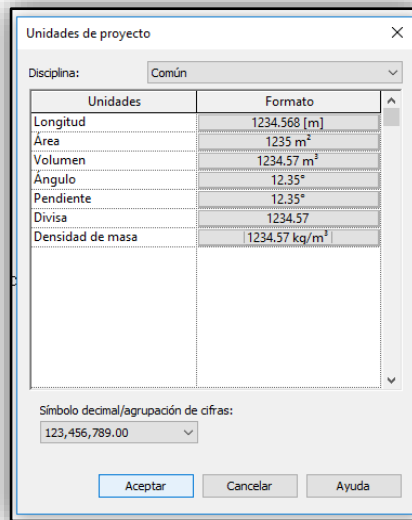 Unidades de proyecto
Disciplina: Común
Unidades Formato
Longitud 1234.568 [m]
Área 1235 m²
Volumen 1234.57 m³
Ángulo 12.35°
Pendiente 12.35°
Divisa 1234.57
Densidad de masa 1234.57 kg/m³
Símbolo decimal/agrupación de cifras:
123,456,789.00
Aceptar Cancelar Ayuda